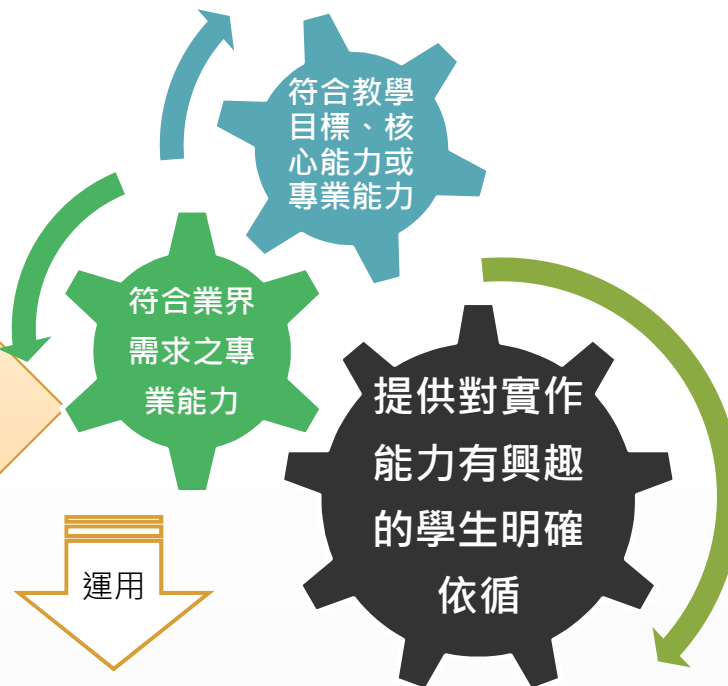 符合教學
目標、核
心能力或
專業能力
符合業界
需求之專
業能力
提供對實作
能力有興趣
的學生明確
依循
運用